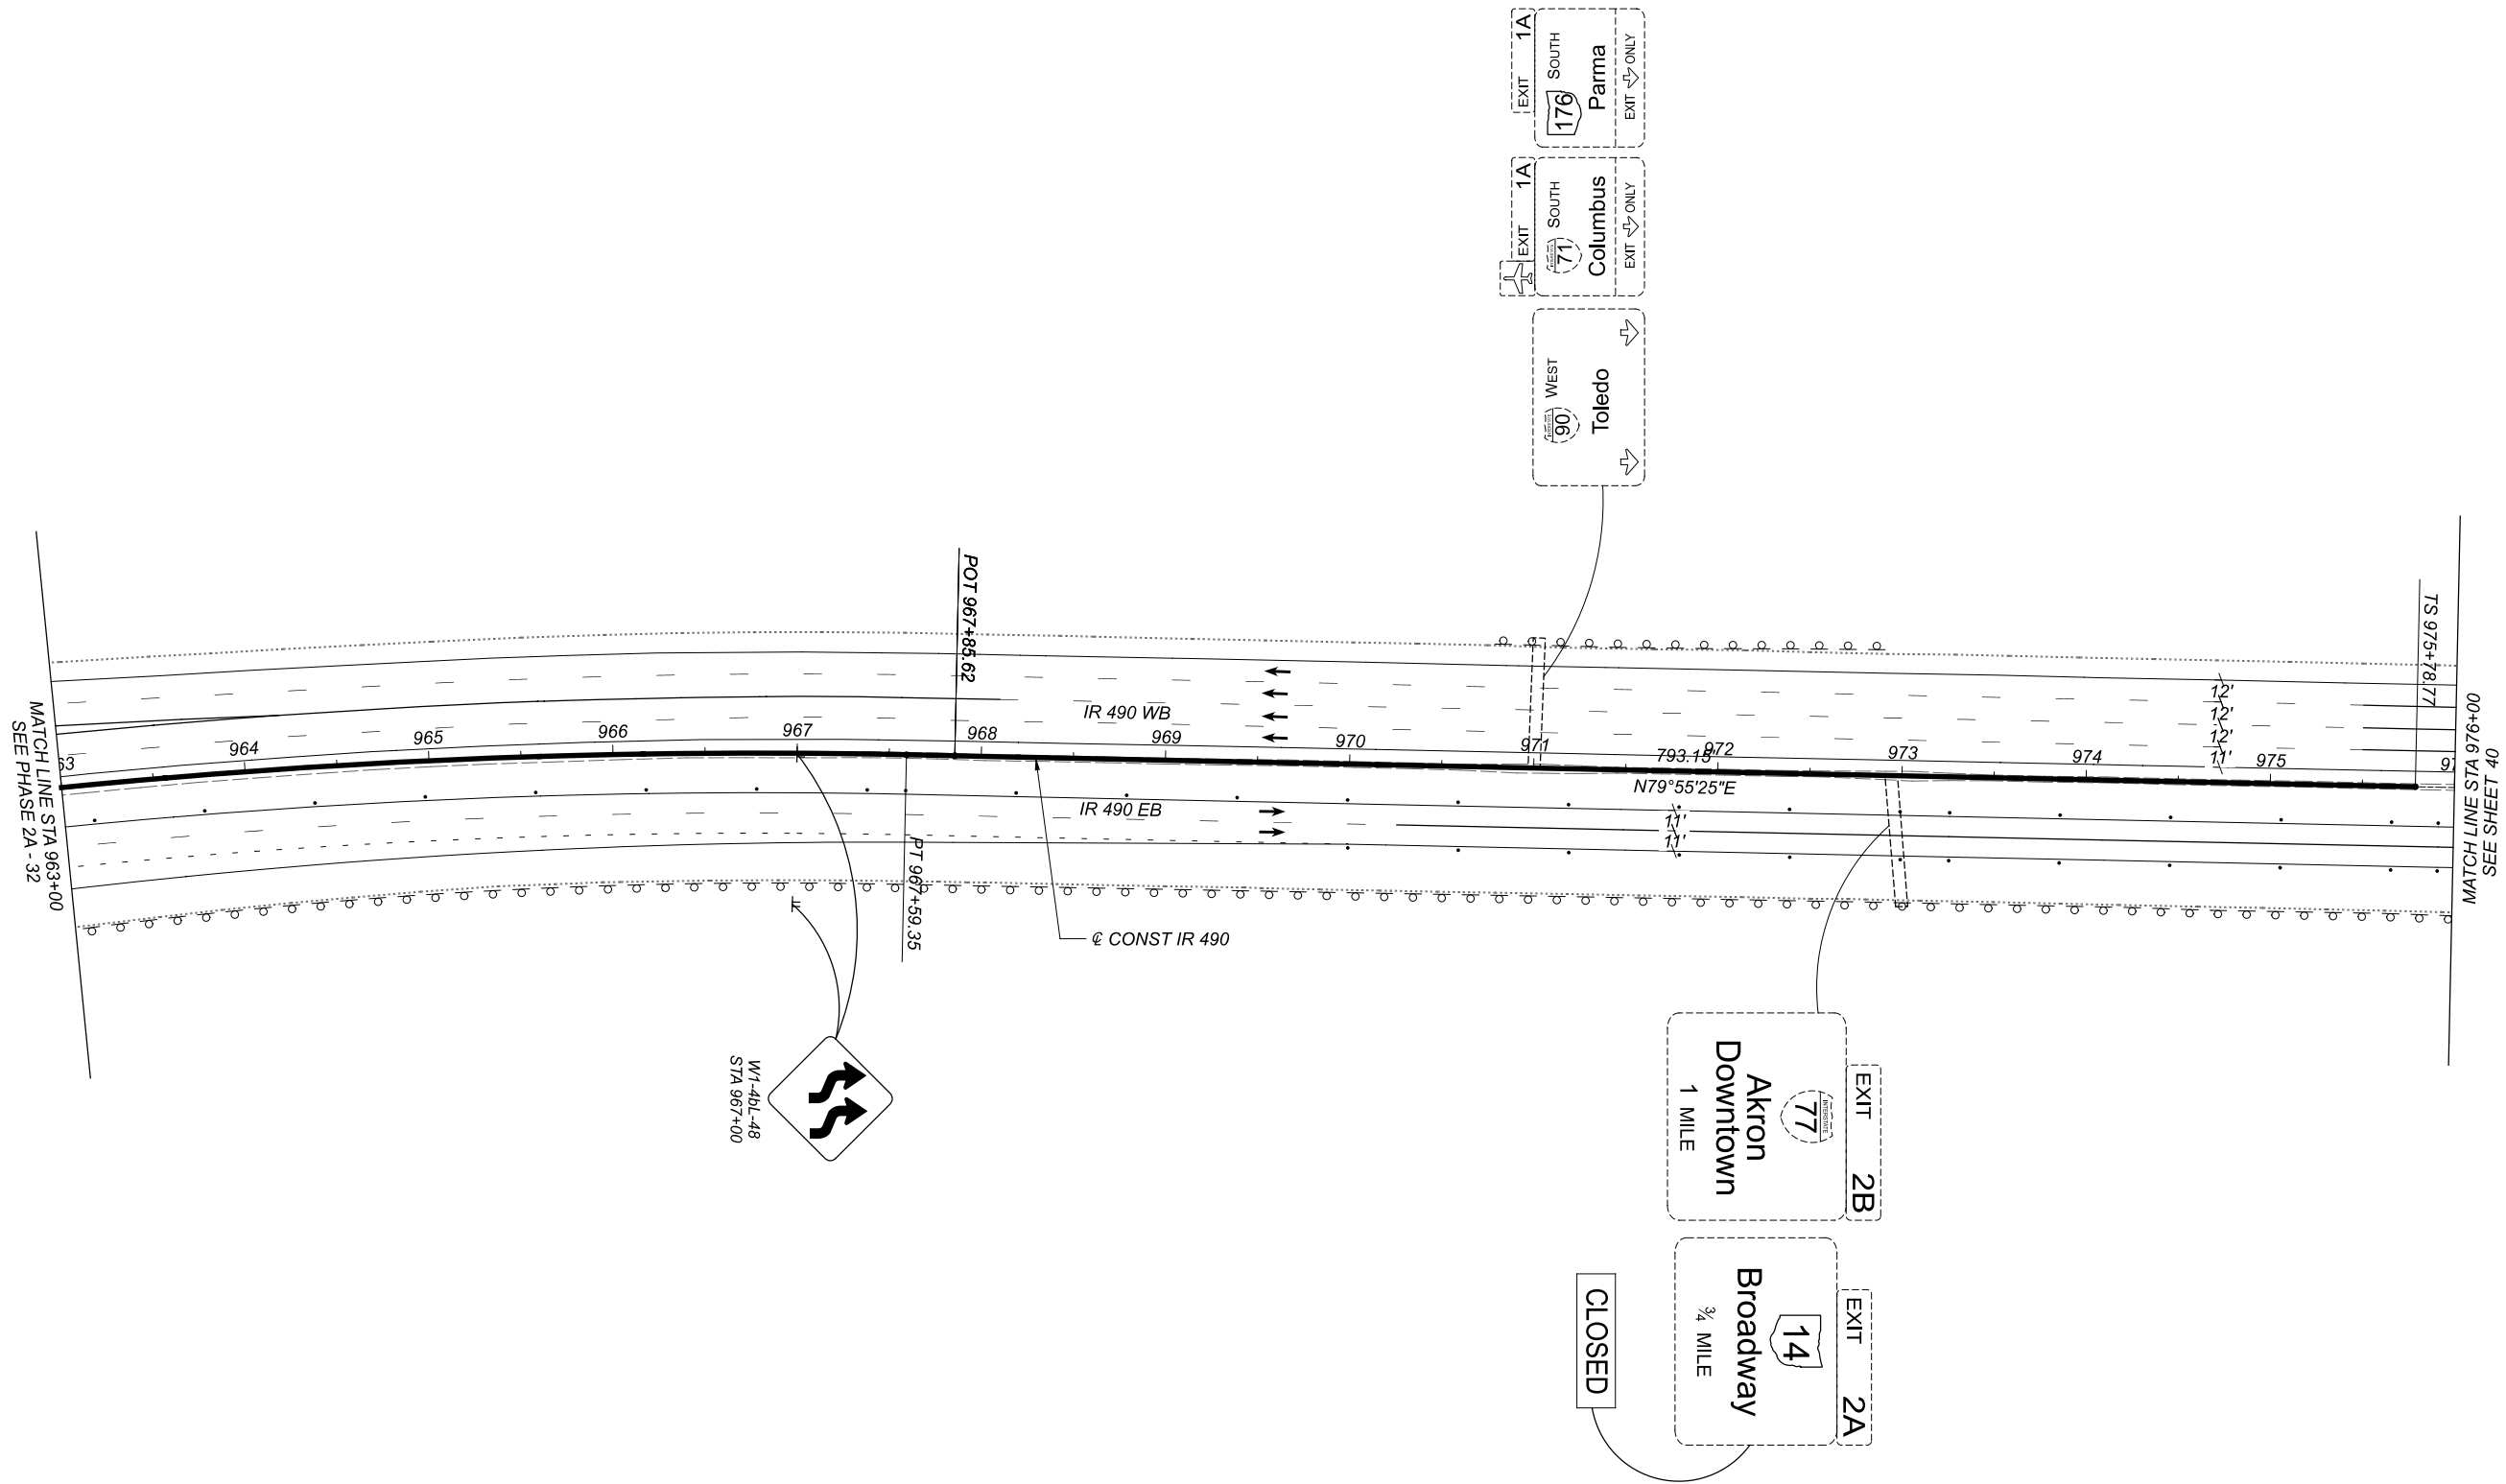 EXIT 1A
SOUTH
176
Parma
EXIT ONLY
EXIT 1A
SOUTH
INTERSTATE
71
Columbus
EXIT ONLY
WEST
INTERSTATE
90
Toledo
MATCH LINE STA 963+00
SEE PHASE 2A - 32
POT 967+85.62
TS 975+78.77
MATCH LINE STA 976+00
SEE SHEET 40
IR 490 WB
12'
12'
12'
11'
63
964
965
966
967
968
969
970
971
972
973
974
975
97
793.15'
N79°55'25"E
IR 490 EB
11'
11'
PT 967+59.35
℄ CONST IR 490
W1-4bL-48
STA 967+00
EXIT 2B
INTERSTATE
77
Akron
Downtown
1 MILE
EXIT 2A
14
Broadway
¾ MILE
CLOSED